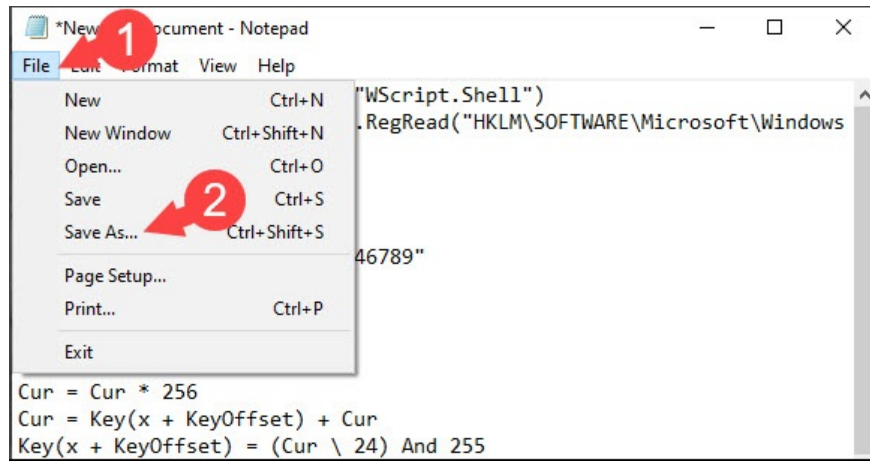 *New ocument - Notepad
1
File Format View Help
New Ctrl+N
New Window Ctrl+Shift+N
Open... Ctrl+O
Save Ctrl+S
2
Save As... Ctrl+Shift+S
Page Setup...
Print... Ctrl+P
Exit
"WScript.Shell")
.RegRead("HKLM\SOFTWARE\Microsoft\Windows
46789"
Cur = Cur * 256
Cur = Key(x + KeyOffset) + Cur
Key(x + KeyOffset) = (Cur \ 24) And 255